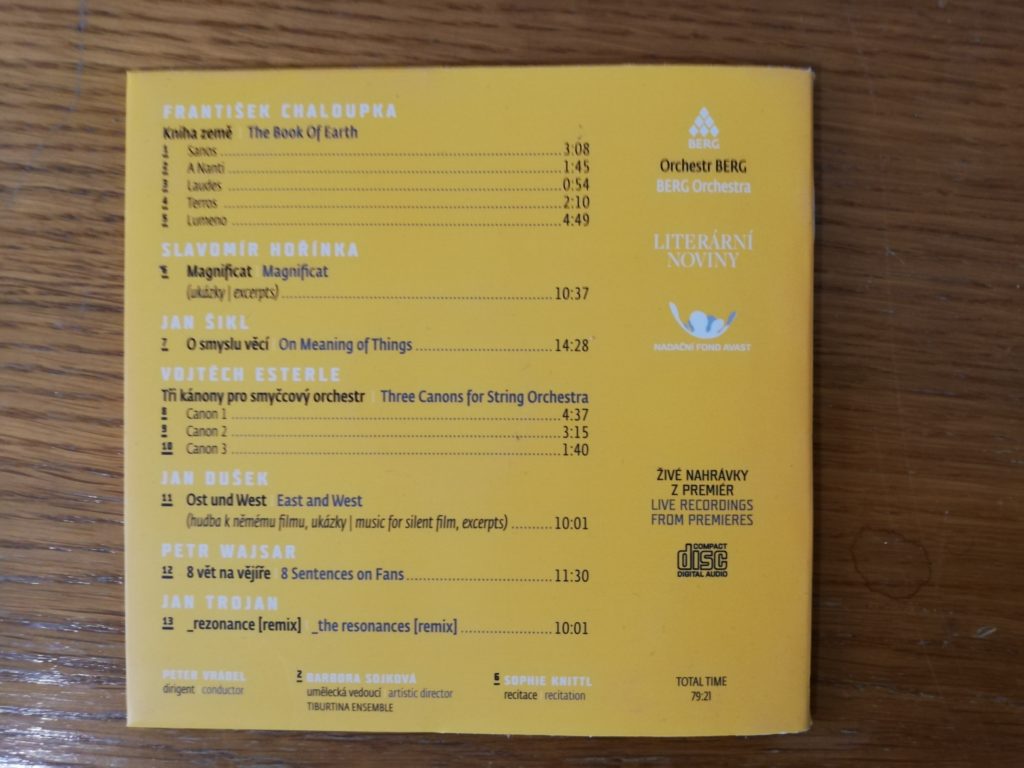 FRANTIŠEK CHALOUPKA
Kniha země | The Book Of Earth
1 Sanos 3:08
2 A Nanti 1:45
3 Laudes 0:54
4 Terros 2:10
5 Lumeno 4:49
SLAVOMÍR HOŘÍNKA
6 Magnificat Magnificat
(ukázky | excerpts) 10:37
JAN ŠIKL
7 O smyslu věcí On Meaning of Things 14:28
VOJTĚCH ESTERLE
Tři kánony pro smyčcový orchestr | Three Canons for String Orchestra
8 Canon 1 4:37
9 Canon 2 3:15
10 Canon 3 1:40
JAN DUŠEK
11 Ost und West East and West
(hudba k němému filmu, ukázky | music for silent film, excerpts) 10:01
PETR WAJSAR
12 8 vět na vějíře 8 Sentences on Fans 11:30
JAN TROJAN
13 _rezonance [remix] _the resonances [remix] 10:01
PETER VRÁBEL
dirigent conductor
2 BARBORA SOJKOVÁ
umělecká vedoucí artistic director
TIBURTINA ENSEMBLE
6 SOPHIE KNITTL
recitace recitation
BERG
Orchestr BERG
BERG Orchestra
LITERÁRNÍ
NOVINY
NADAČNÍ FOND AVAST
ŽIVÉ NAHRÁVKY
Z PREMIÉR
LIVE RECORDINGS
FROM PREMIERES
COMPACT
disc
DIGITAL AUDIO
TOTAL TIME
79:21